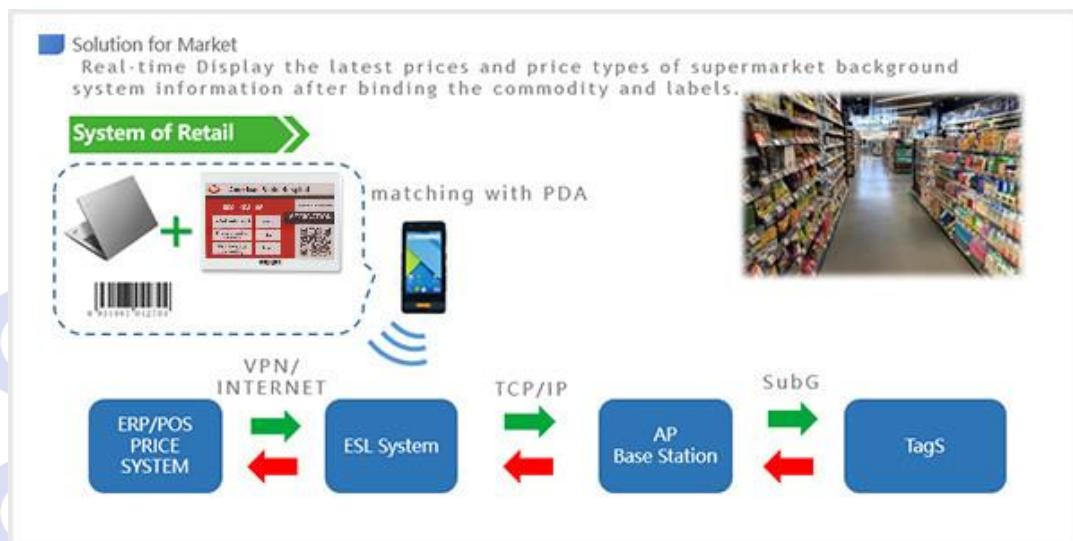 Solution for Market
Real-time Display the latest prices and price types of supermarket background
system information after binding the commodity and labels.
System of Retail
matching with PDA
VPN/
INTERNET
TCP/IP
SubG
ERP/POS
PRICE
SYSTEM
ESL System
AP
Base Station
TagS